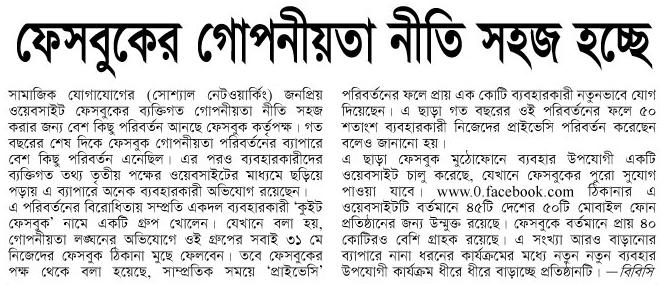 ফেসবুকের গোপনীয়তা নীতি সহজ হচ্ছে
সামাজিক যোগাযোগের (সোশ্যাল নেটওয়ার্কিং) জনপ্রিয়
ওয়েবসাইট ফেসবুকের ব্যক্তিগত গোপনীয়তা নীতি সহজ
করার জন্য বেশ কিছু পরিবর্তন আনছে ফেসবুক কর্তৃপক্ষ। গত
বছরের শেষ দিকে ফেসবুক গোপনীয়তা পরিবর্তনের ব্যাপারে
বেশ কিছু পরিবর্তন এনেছিল। এর পরও ব্যবহারকারীদের
ব্যক্তিগত তথ্য তৃতীয় পক্ষের ওয়েবসাইটের মাধ্যমে ছড়িয়ে
পড়ায় এ ব্যাপারে অনেক ব্যবহারকারী অভিযোগ রয়েছেন।
এ পরিবর্তনের বিরোধিতায় সম্প্রতি একদল ব্যবহারকারী ‘কুইট
ফেসবুক’ নামে একটি গ্রুপ খোলেন। যেখানে বলা হয়,
গোপনীয়তা লঙ্ঘনের অভিযোগে ওই গ্রুপের সবাই ৩১ মে
নিজেদের ফেসবুক ঠিকানা মুছে ফেলবেন। তবে ফেসবুকের
পক্ষ থেকে বলা হয়েছে, সাম্প্রতিক সময়ে ‘প্রাইভেসি’
পরিবর্তনের ফলে প্রায় এক কোটি ব্যবহারকারী নতুনভাবে যোগ
দিয়েছেন। এ ছাড়া গত বছরের ওই পরিবর্তনের ফলে ৫০
শতাংশ ব্যবহারকারী নিজেদের প্রাইভেসি পরিবর্তন করেছেন
বলেও জানানো হয়।
এ ছাড়া ফেসবুক মুঠোফোনে ব্যবহার উপযোগী একটি
ওয়েবসাইট চালু করেছে, যেখানে ফেসবুকের পুরো সুযোগ
পাওয়া যাবে। www.0.facebook.com ঠিকানার এ
ওয়েবসাইটটি বর্তমানে ৪৫টি দেশের ৫০টি মোবাইল ফোন
প্রতিষ্ঠানের জন্য উন্মুক্ত রয়েছে। ফেসবুকে বর্তমানে প্রায় ৪০
কোটিরও বেশি গ্রাহক রয়েছে। এ সংখ্যা আরও বাড়ানোর
ব্যাপারে নানা ধরনের কার্যক্রমের মধ্যে নতুন নতুন ব্যবহার
উপযোগী কার্যক্রম ধীরে ধীরে বাড়াচ্ছে প্রতিষ্ঠানটি। —বিবিসি